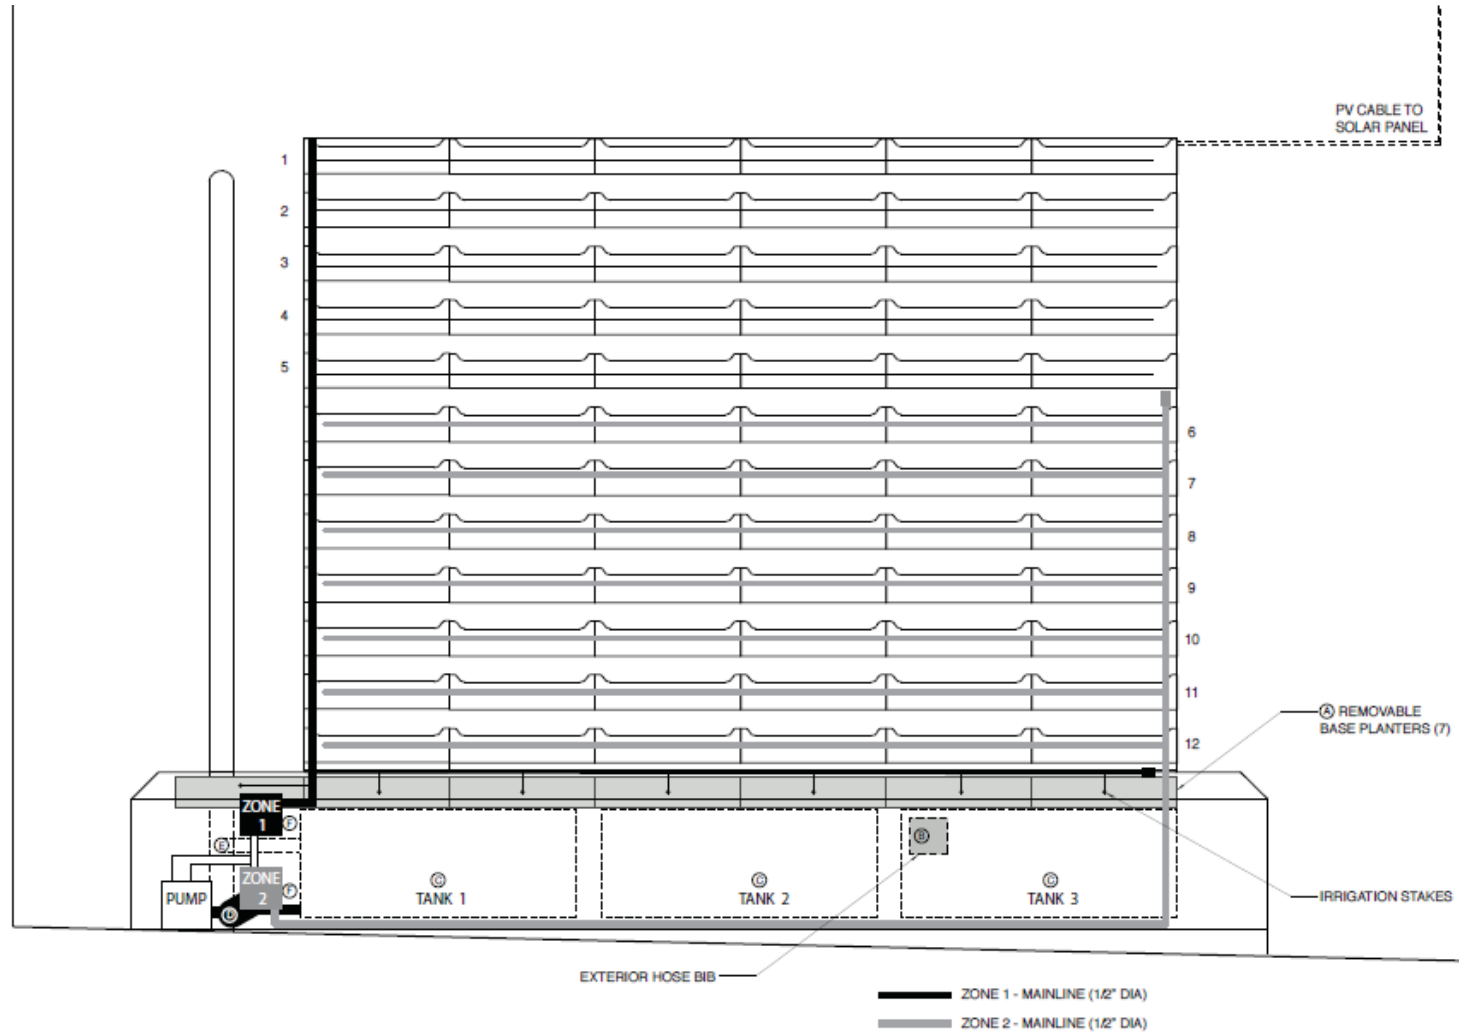 PV CABLE TO
SOLAR PANEL
1
2
3
4
5
6
7
8
9
10
11
12
Ⓐ REMOVABLE
BASE PLANTERS (7)
ZONE
1
Ⓕ
Ⓔ
Ⓑ
ZONE
2
Ⓕ
PUMP
Ⓓ
Ⓒ
TANK 1
Ⓒ
TANK 2
Ⓒ
TANK 3
IRRIGATION STAKES
EXTERIOR HOSE BIB
ZONE 1 - MAINLINE (1/2" DIA)
ZONE 2 - MAINLINE (1/2" DIA)